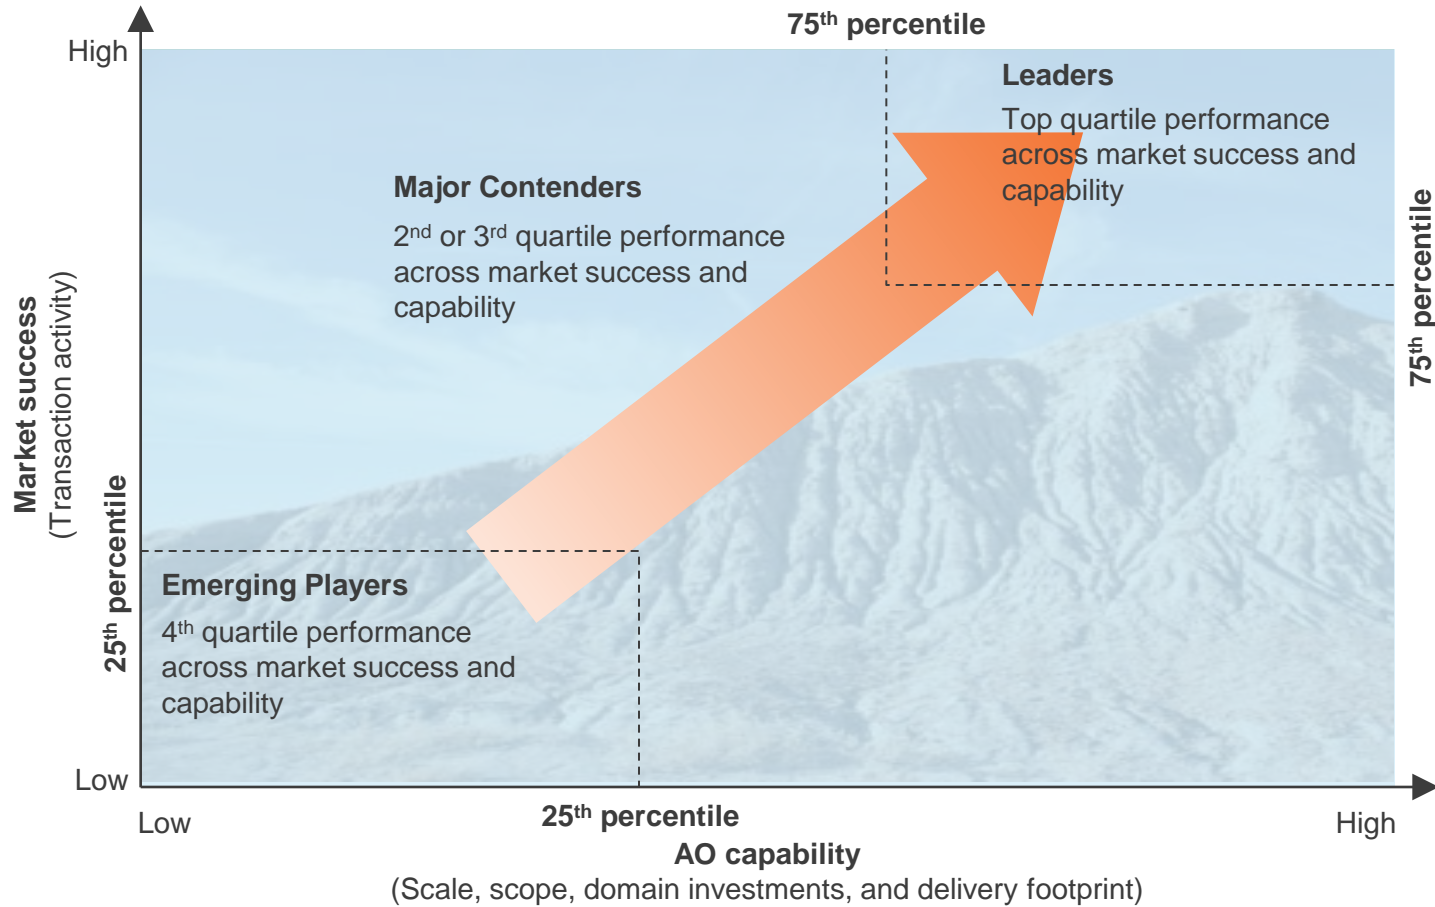 75th percentile
High
Leaders
Top quartile performance
across market success and
capability
Major Contenders
2nd or 3rd quartile performance
across market success and
capability
75th percentile
Market success
(Transaction activity)
25th percentile
Emerging Players
4th quartile performance
across market success and
capability
Low
Low
25th percentile
High
AO capability
(Scale, scope, domain investments, and delivery footprint)